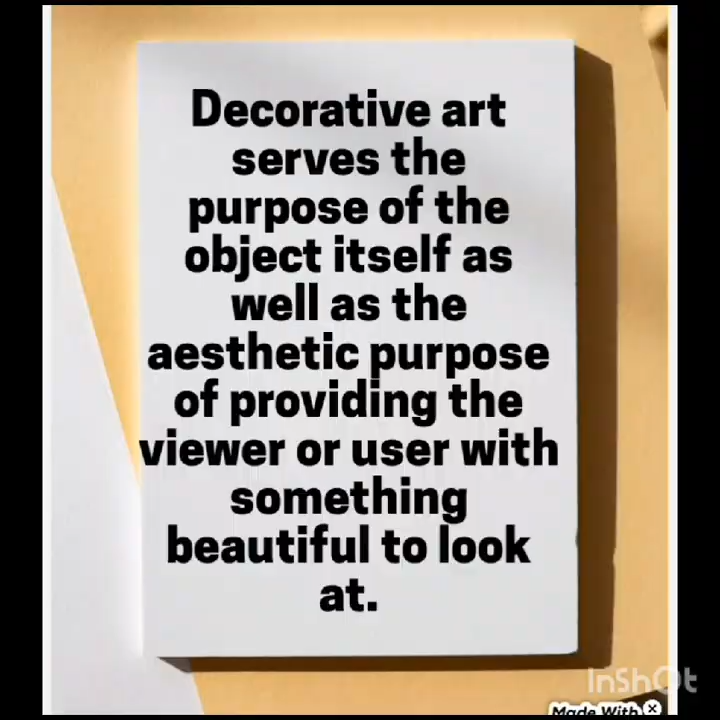 Decorative art
serves the
purpose of the
object itself as
well as the
aesthetic purpose
of providing the
viewer or user with
something
beautiful to look
at.
InShOt
Made With